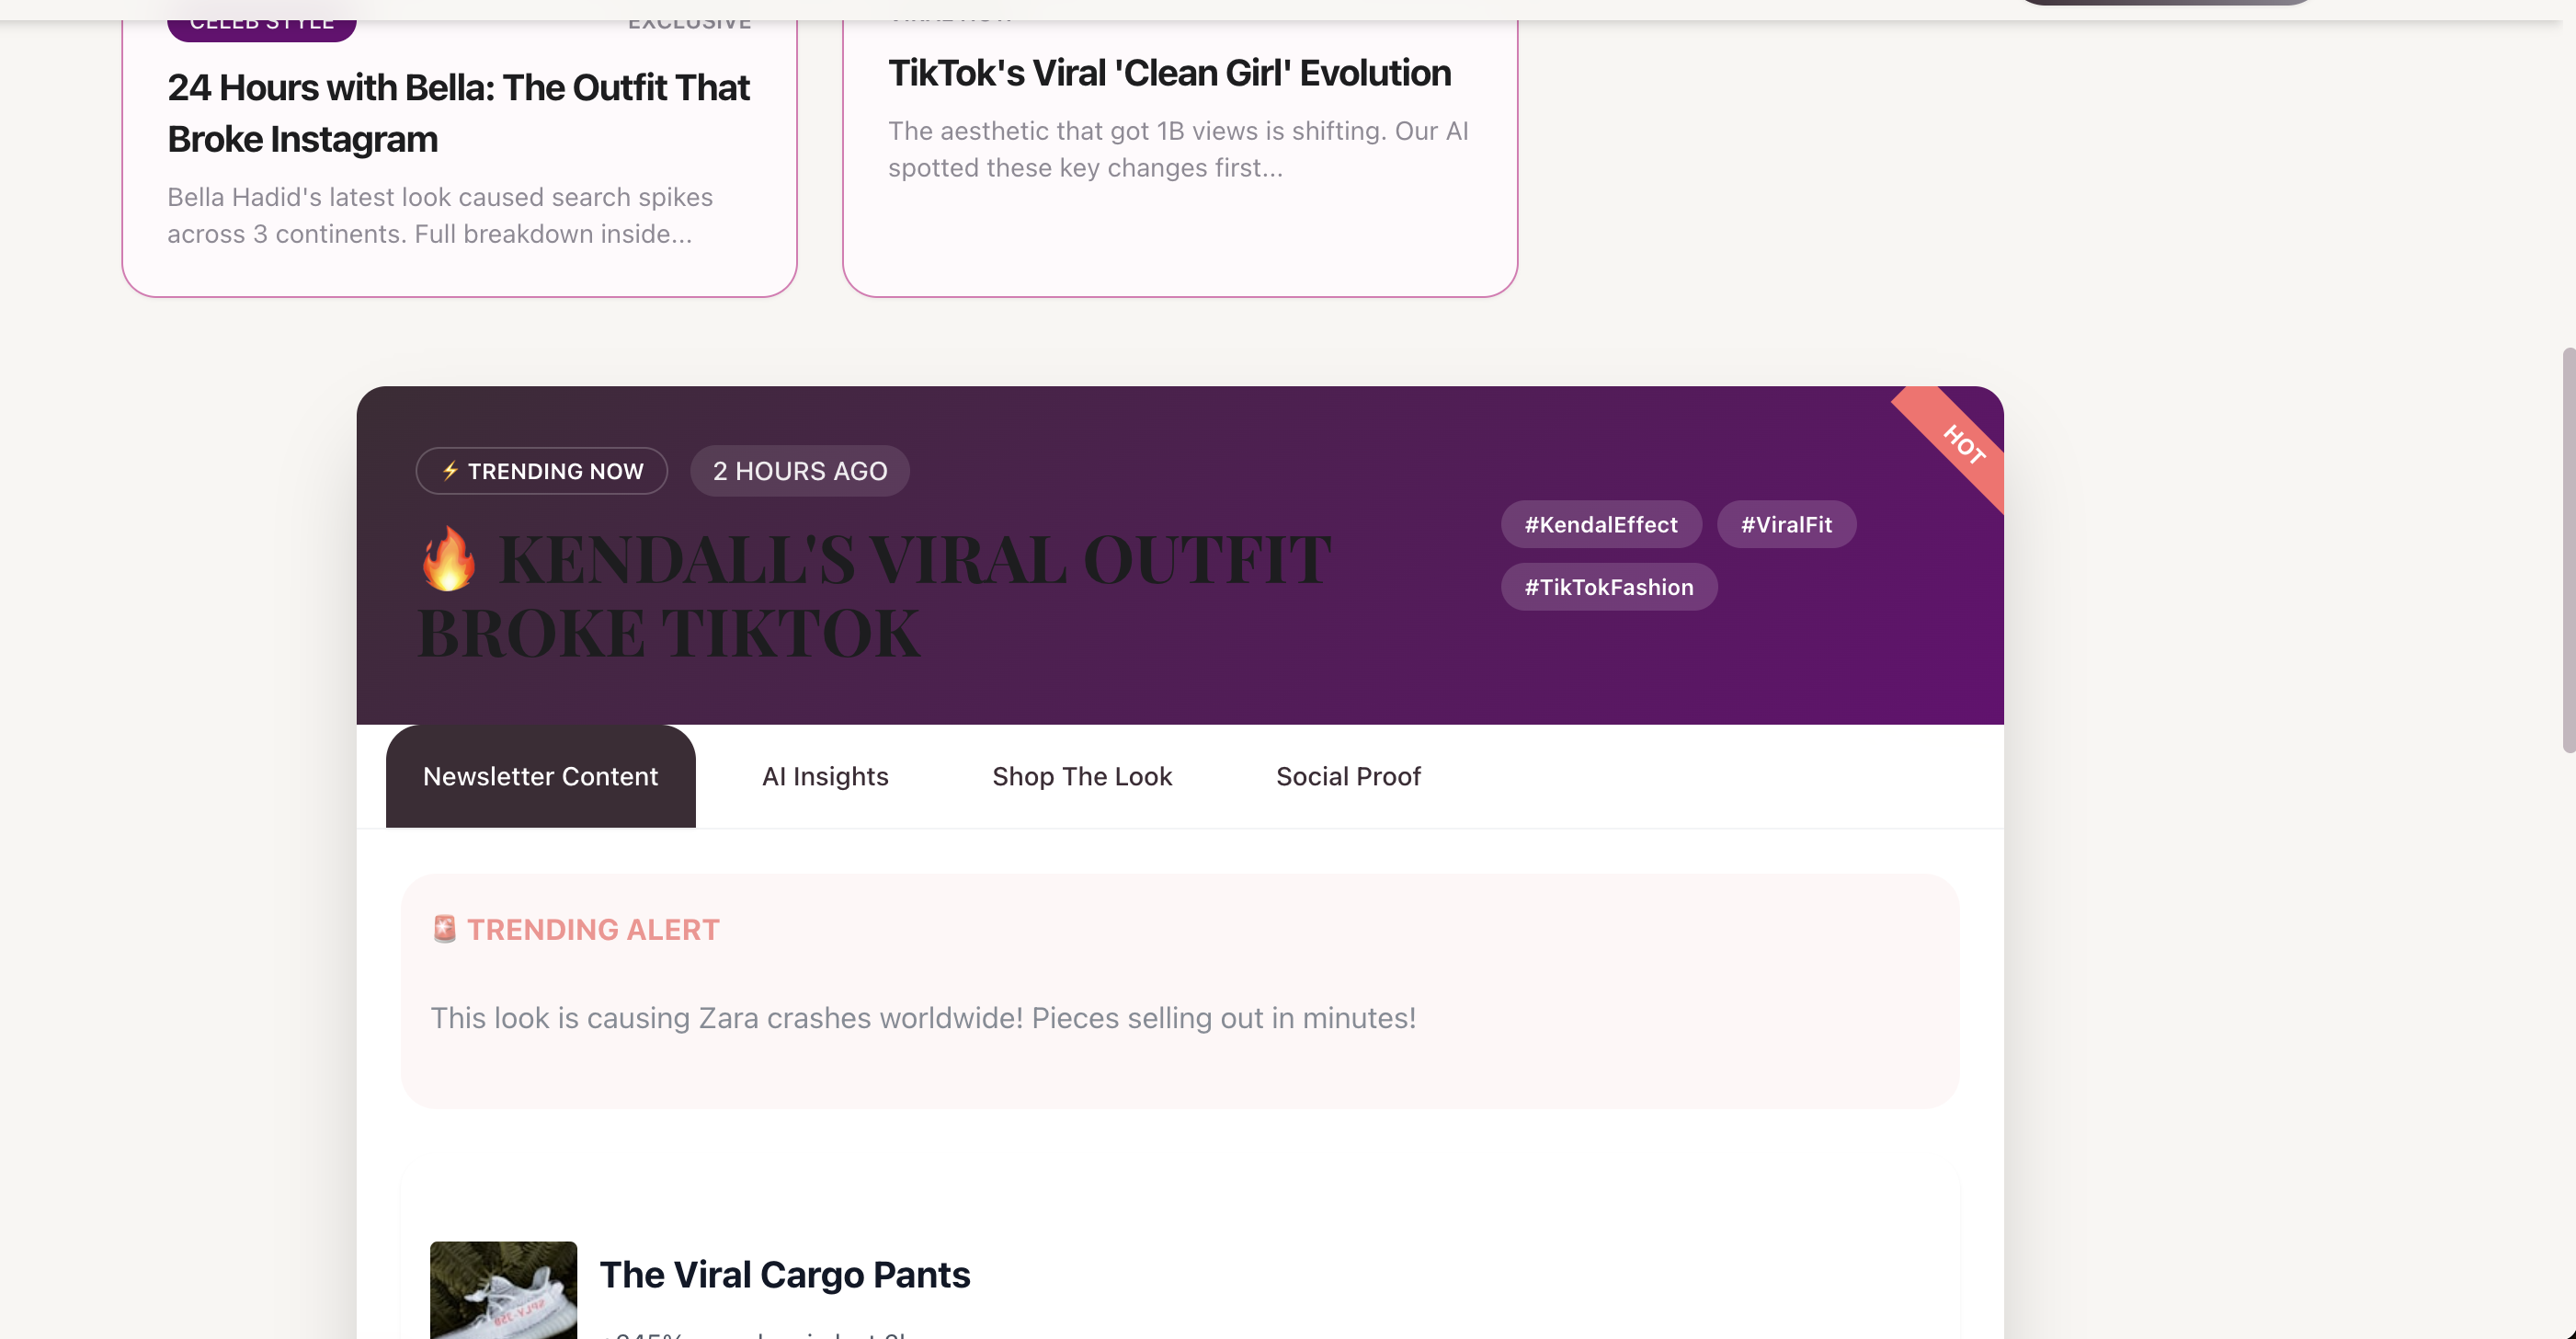 CELEB STYLE
EXCLUSIVE
24 Hours with Bella: The Outfit That
Broke Instagram
Bella Hadid's latest look caused search spikes
across 3 continents. Full breakdown inside...
TikTok's Viral 'Clean Girl' Evolution
The aesthetic that got 1B views is shifting. Our AI
spotted these key changes first...
HOT
⚡ TRENDING NOW
2 HOURS AGO
🔥 KENDALL'S VIRAL OUTFIT
BROKE TIKTOK
#KendalEffect
#ViralFit
#TikTokFashion
Newsletter Content
AI Insights
Shop The Look
Social Proof
🚨 TRENDING ALERT
This look is causing Zara crashes worldwide! Pieces selling out in minutes!
The Viral Cargo Pants